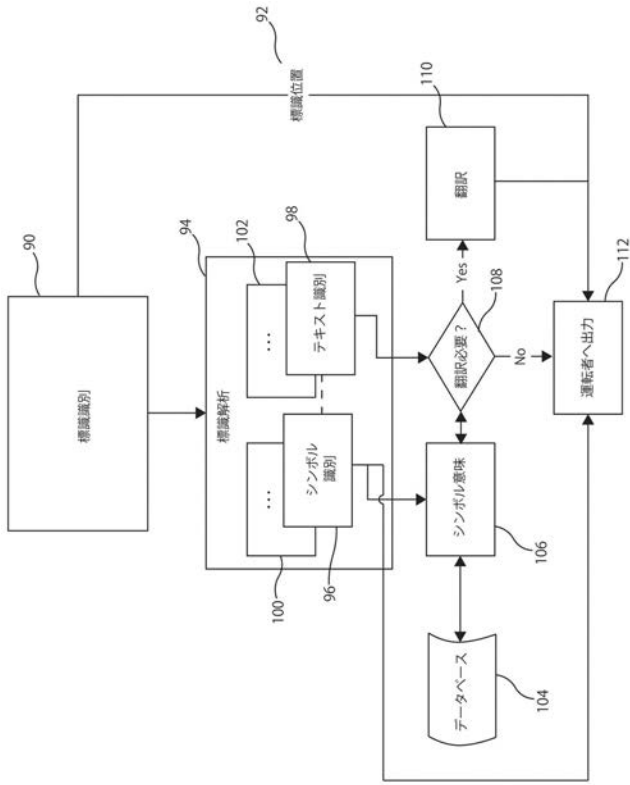 90
標識識別
92
標識位置
94
標識解析
100
...
シンボル
識別
96
102
...
テキスト識別
98
データベース
104
シンボル意味
106
翻訳必要？
108
Yes
翻訳
110
No
運転者へ出力
112